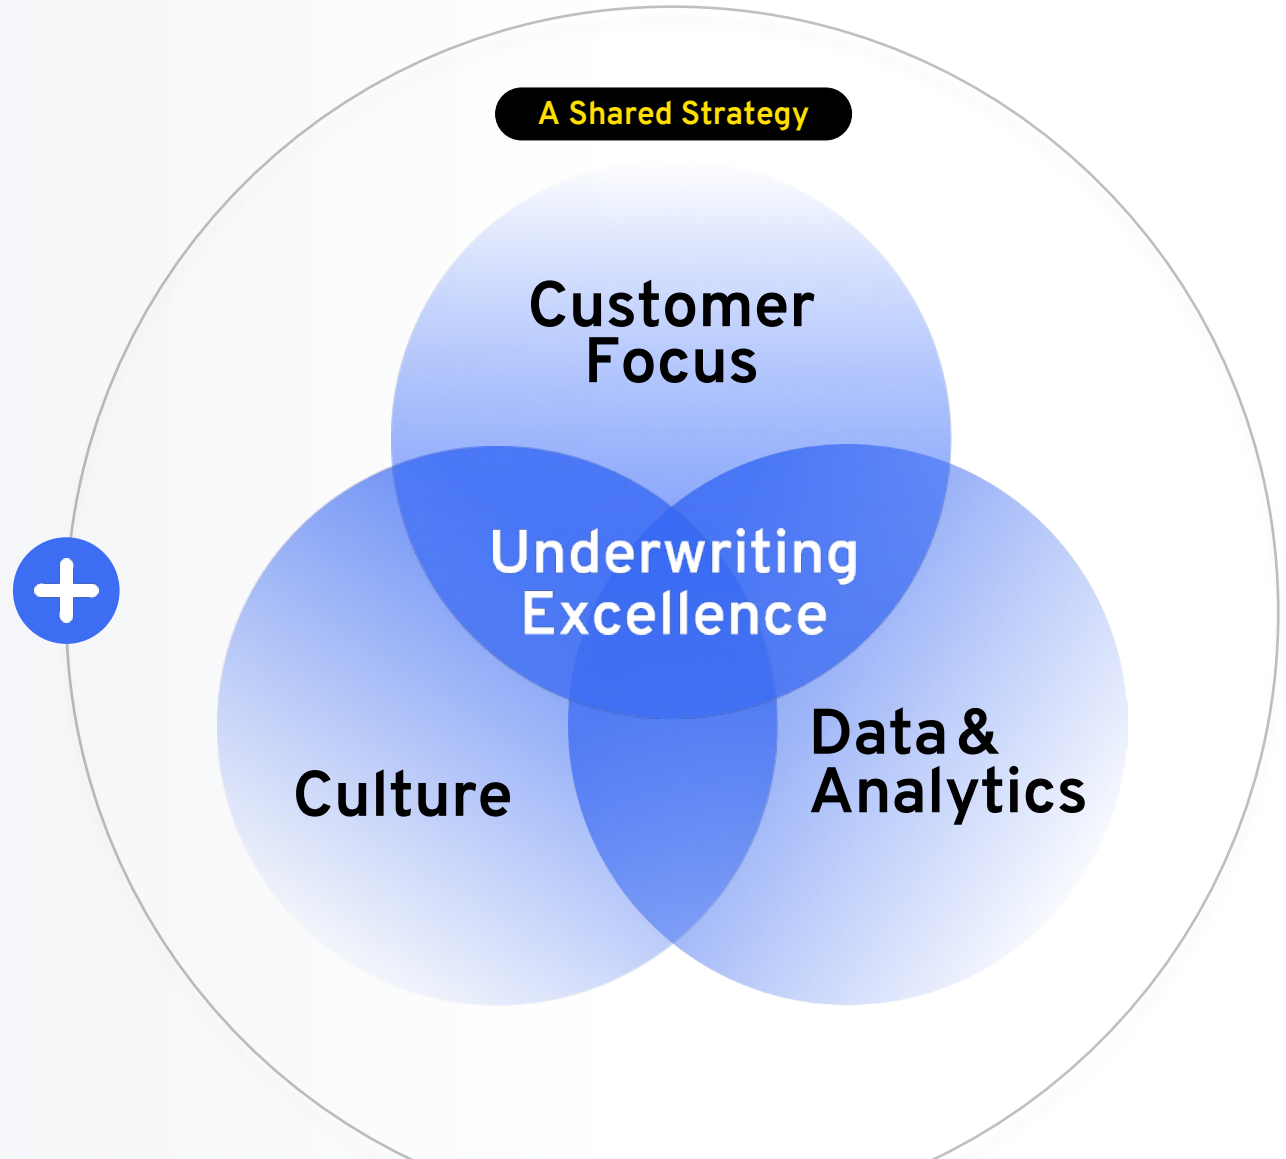 A Shared Strategy
Customer
Focus
Underwriting
Excellence
Culture
Data &
Analytics